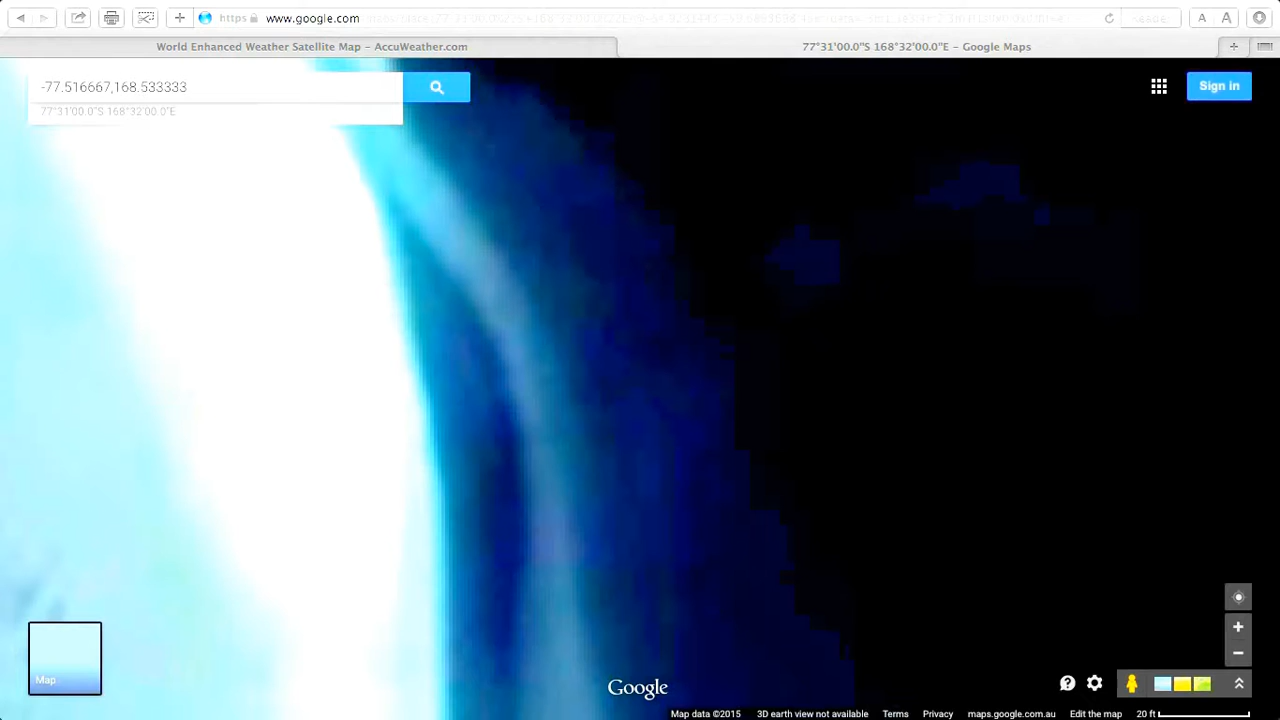 https www.google.com
A A
World Enhanced Weather Satellite Map – AccuWeather.com
77°31'00.0"S 168°32'00.0"E – Google Maps
-77.516667,168.533333
77°31'00.0"S 168°32'00.0"E
Sign in
Map
Google
Map data ©2015 3D earth view not available Terms Privacy maps.google.com.au Edit the map 20 ft